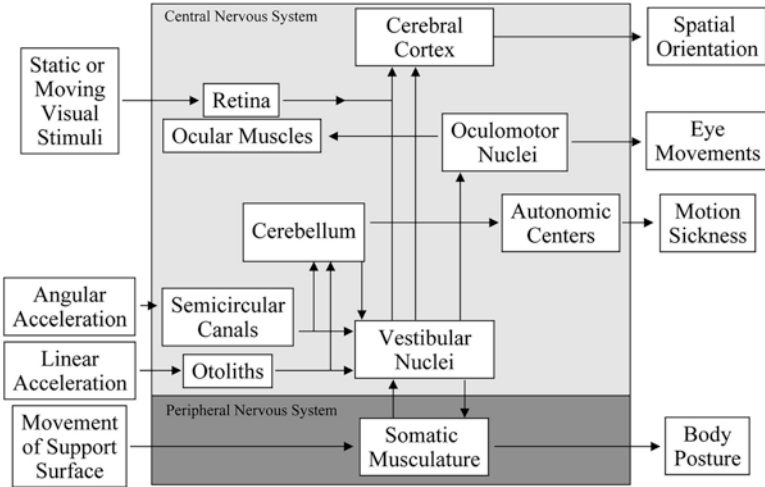 Central Nervous System
Cerebral
Cortex
Spatial
Orientation
Static or
Moving
Visual
Stimuli
Retina
Ocular Muscles
Oculomotor
Nuclei
Eye
Movements
Cerebellum
Autonomic
Centers
Motion
Sickness
Angular
Acceleration
Semicircular
Canals
Vestibular
Nuclei
Linear
Acceleration
Otoliths
Peripheral Nervous System
Movement
of Support
Surface
Somatic
Musculature
Body
Posture